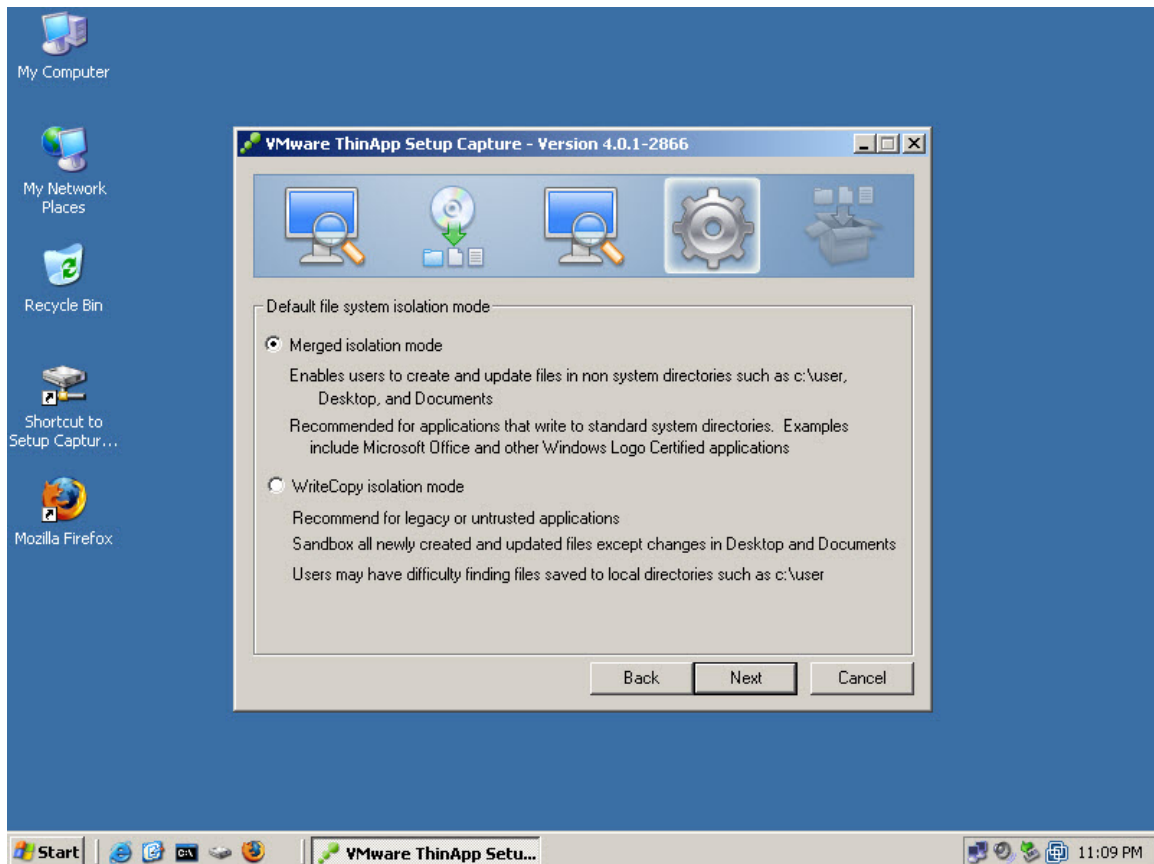 My Computer
My Network
Places
Recycle Bin
Shortcut to
Setup Captur...
Mozilla Firefox
VMware ThinApp Setup Capture - Version 4.0.1-2866
Default file system isolation mode
Merged isolation mode
Enables users to create and update files in non system directories such as c:\user,
Desktop, and Documents
Recommended for applications that write to standard system directories. Examples
include Microsoft Office and other Windows Logo Certified applications
WriteCopy isolation mode
Recommend for legacy or untrusted applications
Sandbox all newly created and updated files except changes in Desktop and Documents
Users may have difficulty finding files saved to local directories such as c:\user
Back
Next
Cancel
Start
C:\
VMware ThinApp Setu...
11:09 PM